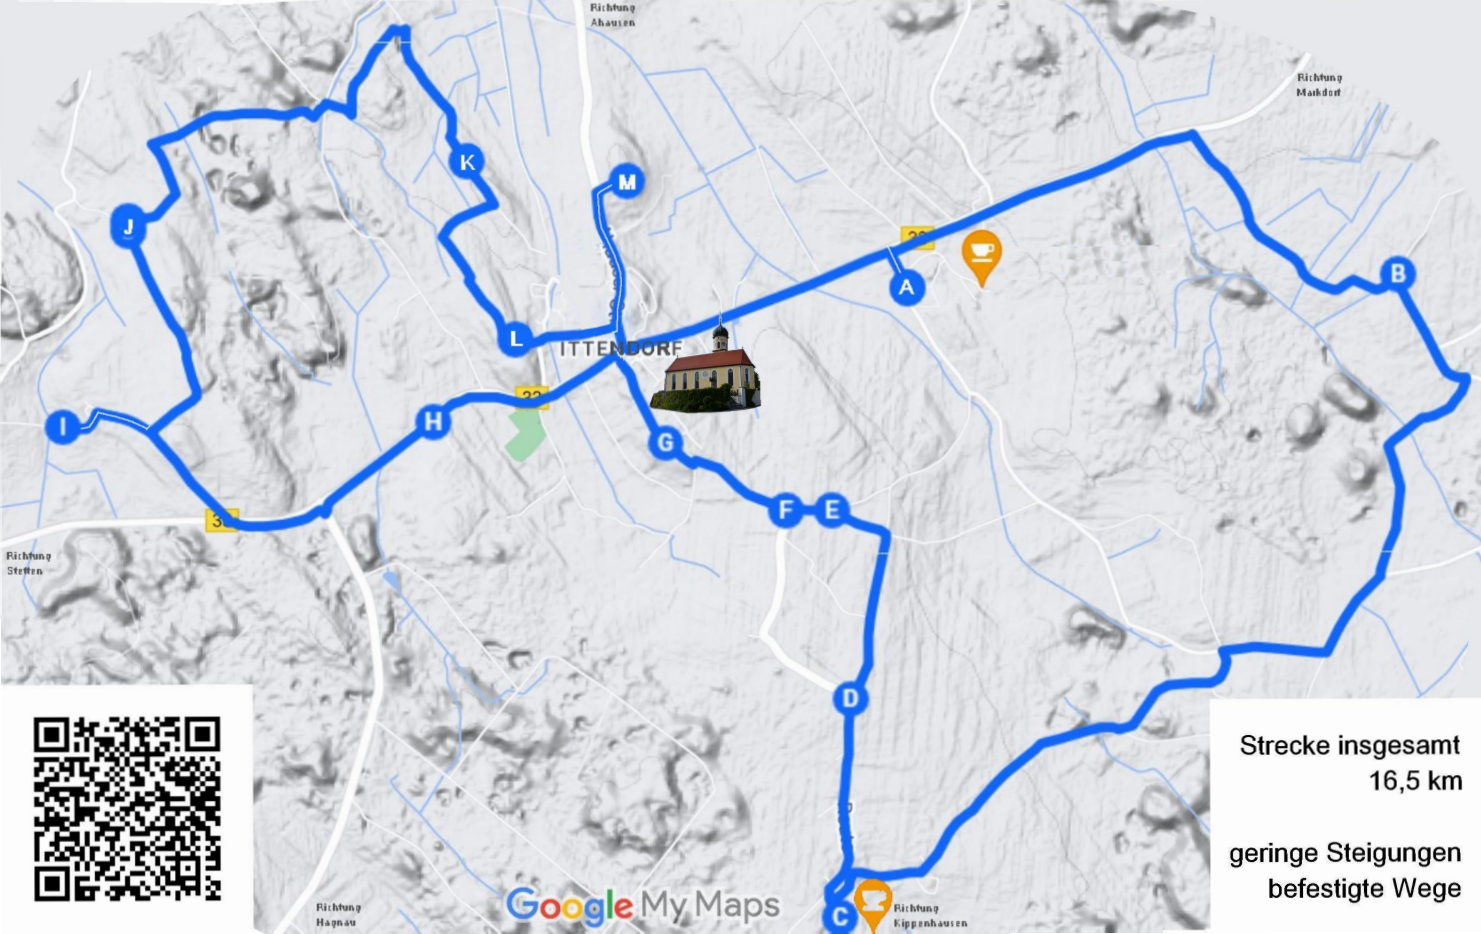 Richtung
Ahausen
Richtung
Markdorf
K
M
J
B
A
L
ITTENDORF
H
I
G
F
E
Richtung
Stetten
D
Strecke insgesamt
16,5 km
geringe Steigungen
befestigte Wege
C
Google My Maps
Richtung
Hagnau
Richtung
Kippenhausen